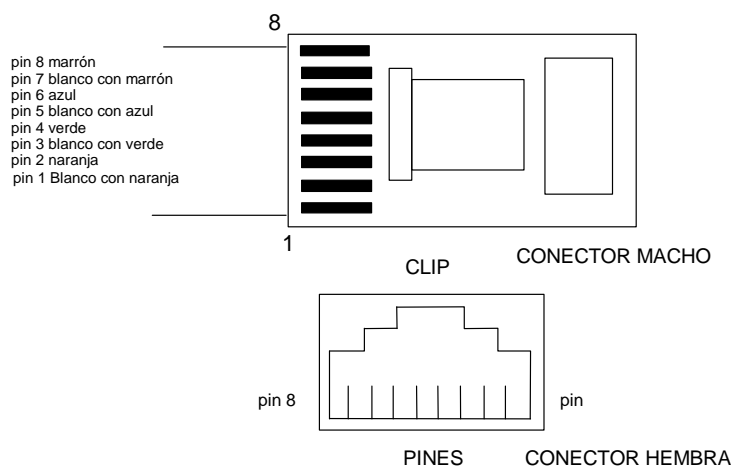 8
pin 8 marrón
pin 7 blanco con marrón
pin 6 azul
pin 5 blanco con azul
pin 4 verde
pin 3 blanco con verde
pin 2 naranja
pin 1 Blanco con naranja
1
CONECTOR MACHO
CLIP
pin 8
pin
PINES
CONECTOR HEMBRA